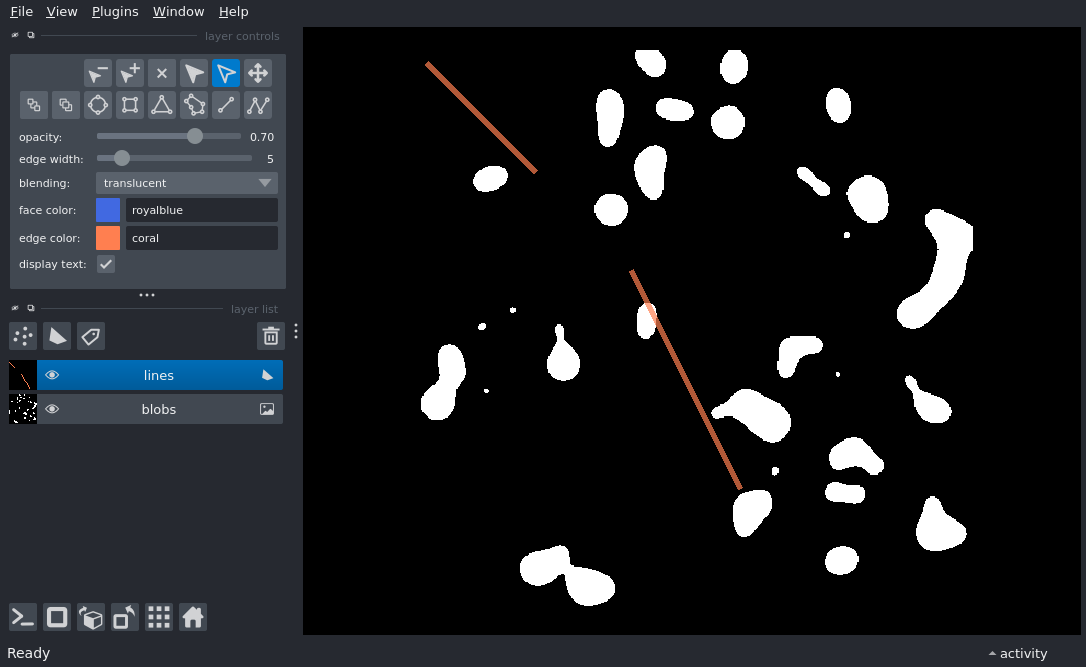 File View Plugins Window Help
layer controls
opacity: 0.70
edge width: 5
blending: translucent
face color: royalblue
edge color: coral
display text:
layer list
lines
blobs
Ready
activity